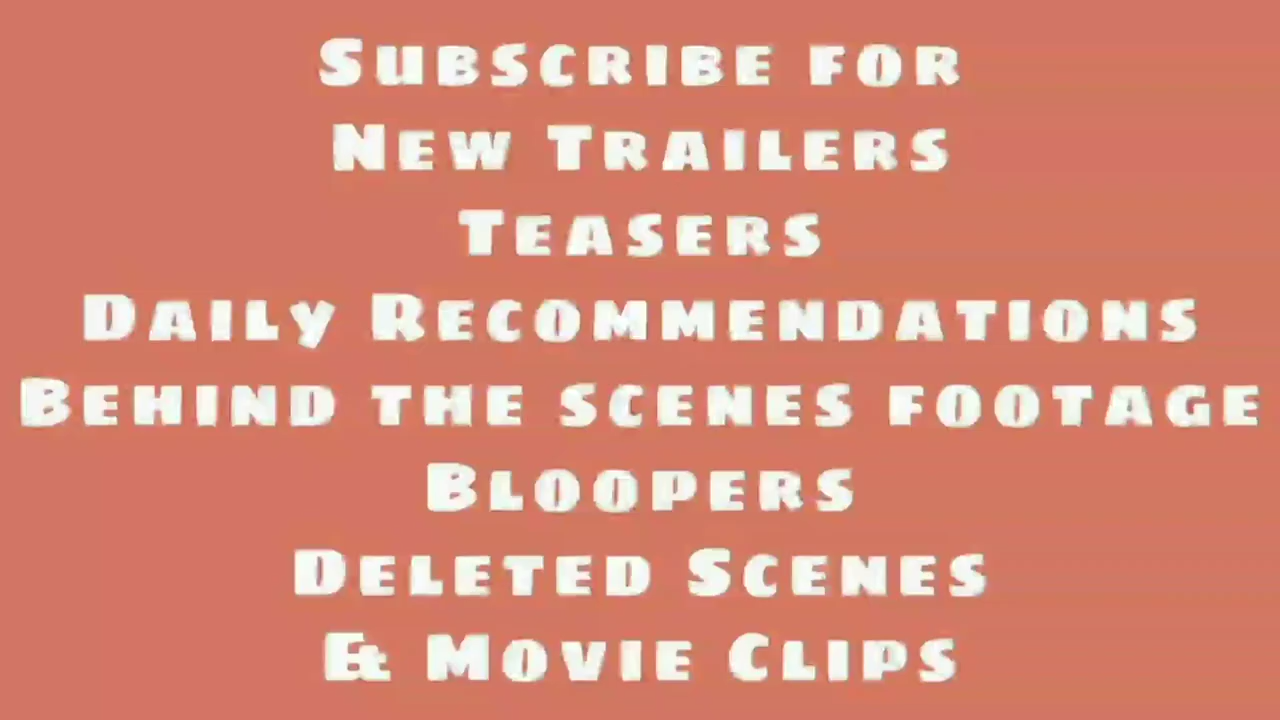 Subscribe for
New Trailers
Teasers
Daily Recommendations
Behind the scenes footage
Bloopers
Deleted Scenes
& Movie Clips